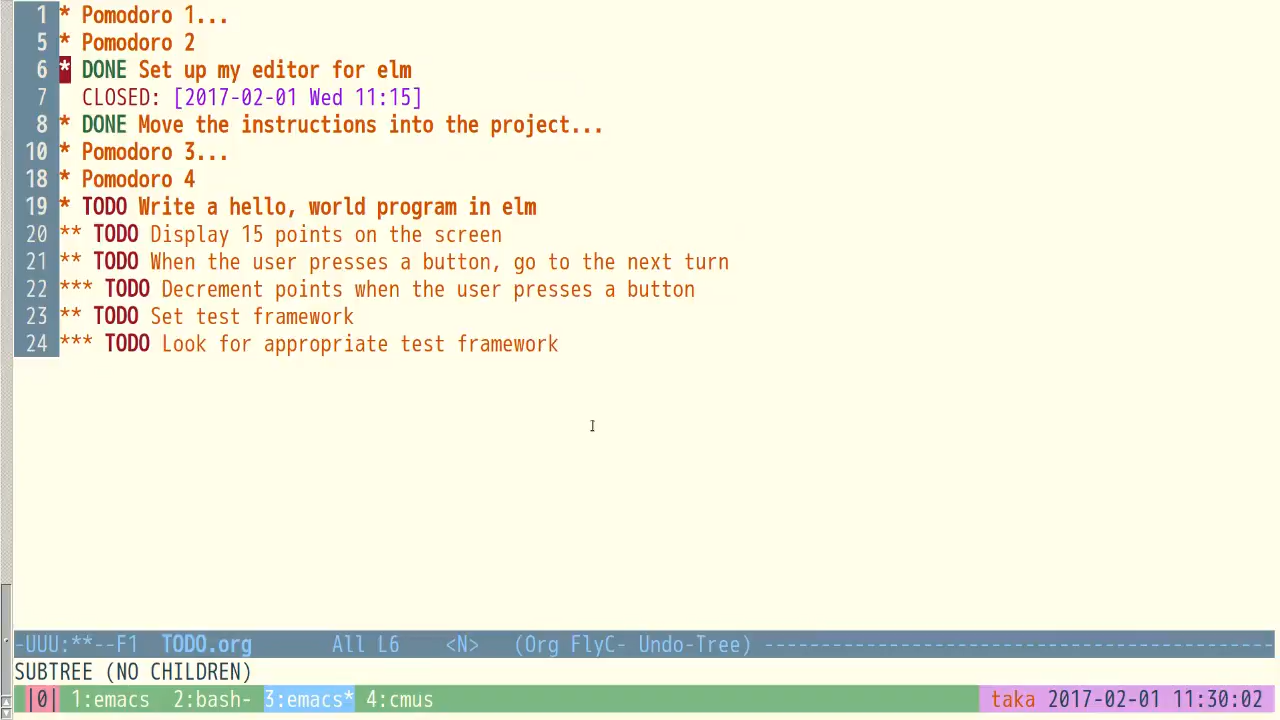 1 * Pomodoro 1...
5 * Pomodoro 2
6 * DONE Set up my editor for elm
7 CLOSED: [2017-02-01 Wed 11:15]
8 * DONE Move the instructions into the project...
10 * Pomodoro 3...
18 * Pomodoro 4
19 * TODO Write a hello, world program in elm
20 ** TODO Display 15 points on the screen
21 ** TODO When the user presses a button, go to the next turn
22 *** TODO Decrement points when the user presses a button
23 ** TODO Set test framework
24 *** TODO Look for appropriate test framework
-UUU:**--F1 TODO.org All L6 <N> (Org FlyC- Undo-Tree) ---------------------------------------------
SUBTREE (NO CHILDREN)
|0| 1:emacs 2:bash- 3:emacs* 4:cmus taka 2017-02-01 11:30:02